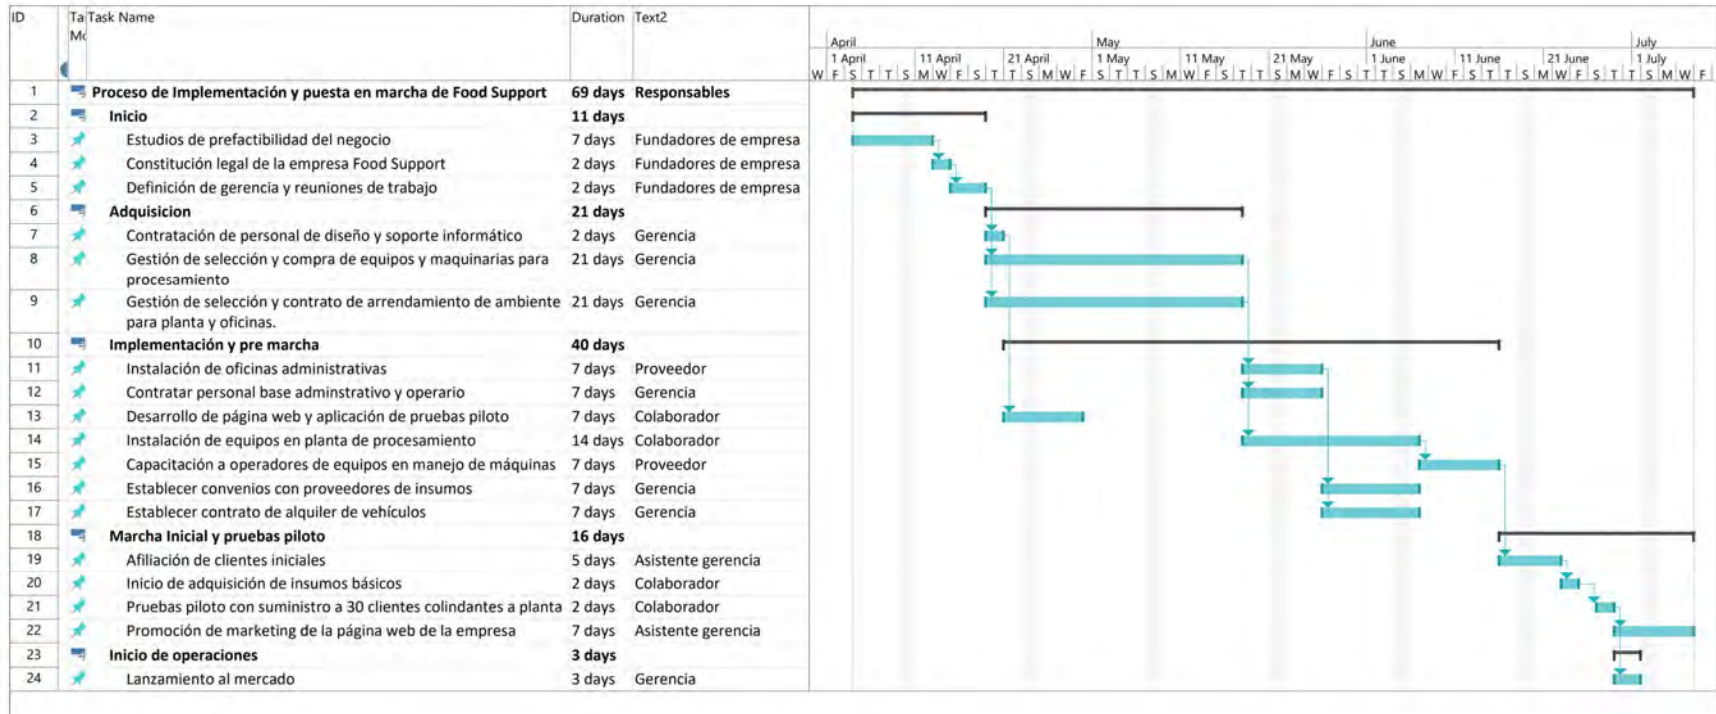 ID Ta Task Name Duration Text2
Mo
April May June July
1 April 11 April 21 April 1 May 11 May 21 May 1 June 11 June 21 June 1 July
W F S T T S M W F S T T S M W F S T T S M W F S T T S M W F S T T S M W F S T T S M W F S T T S M W F
1 Proceso de Implementación y puesta en marcha de Food Support 69 days Responsables
2 Inicio 11 days
3 Estudios de prefactibilidad del negocio 7 days Fundadores de empresa
4 Constitución legal de la empresa Food Support 2 days Fundadores de empresa
5 Definición de gerencia y reuniones de trabajo 2 days Fundadores de empresa
6 Adquisicion 21 days
7 Contratación de personal de diseño y soporte informático 2 days Gerencia
8 Gestión de selección y compra de equipos y maquinarias para 21 days Gerencia
procesamiento
9 Gestión de selección y contrato de arrendamiento de ambiente 21 days Gerencia
para planta y oficinas.
10 Implementación y pre marcha 40 days
11 Instalación de oficinas administrativas 7 days Proveedor
12 Contratar personal base adminstrativo y operario 7 days Gerencia
13 Desarrollo de página web y aplicación de pruebas piloto 7 days Colaborador
14 Instalación de equipos en planta de procesamiento 14 days Colaborador
15 Capacitación a operadores de equipos en manejo de máquinas 7 days Proveedor
16 Establecer convenios con proveedores de insumos 7 days Gerencia
17 Establecer contrato de alquiler de vehículos 7 days Gerencia
18 Marcha Inicial y pruebas piloto 16 days
19 Afiliación de clientes iniciales 5 days Asistente gerencia
20 Inicio de adquisición de insumos básicos 2 days Colaborador
21 Pruebas piloto con suministro a 30 clientes colindantes a planta 2 days Colaborador
22 Promoción de marketing de la página web de la empresa 7 days Asistente gerencia
23 Inicio de operaciones 3 days
24 Lanzamiento al mercado 3 days Gerencia